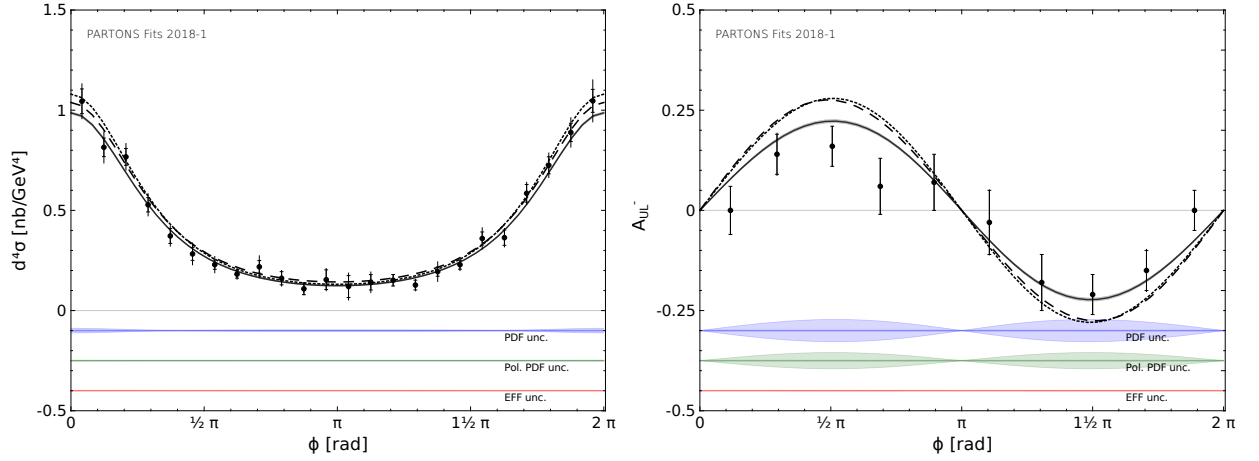 PARTONS Fits 2018-1
1.5
1
0.5
0
-0.5
d⁴σ [nb/GeV⁴]
PDF unc.
Pol. PDF unc.
EFF unc.
0
½ π
π
1½ π
2 π
ϕ [rad]
PARTONS Fits 2018-1
0.5
0.25
0
-0.25
-0.5
A_UL^-
PDF unc.
Pol. PDF unc.
EFF unc.
0
½ π
π
1½ π
2 π
ϕ [rad]